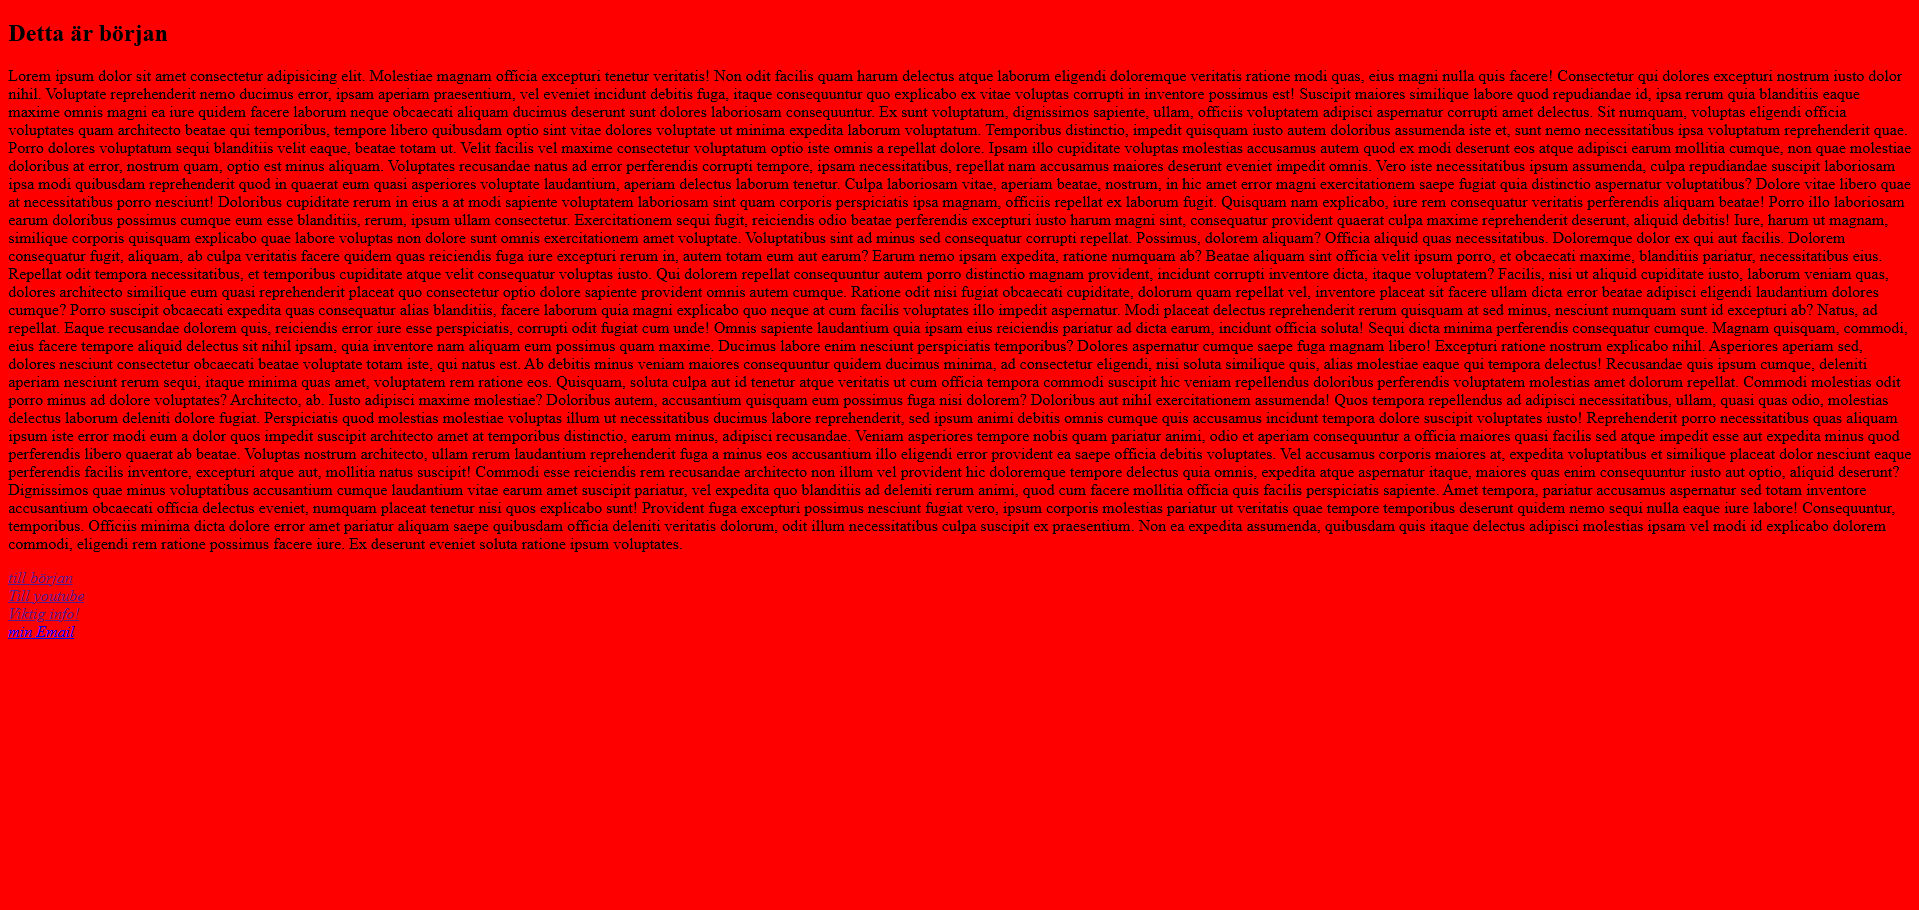 Detta är början
Lorem ipsum dolor sit amet consectetur adipisicing elit. Molestiae magnam officia excepturi tenetur veritatis! Non odit facilis quam harum delectus atque laborum eligendi doloremque veritatis ratione modi quas, eius magni nulla quis facere! Consectetur qui dolores excepturi nostrum iusto dolor
nihil. Voluptate reprehenderit nemo ducimus error, ipsam aperiam praesentium, vel eveniet incidunt debitis fuga, itaque consequuntur quo explicabo ex vitae voluptas corrupti in inventore possimus est! Suscipit maiores similique labore quod repudiandae id, ipsa rerum quia blanditiis eaque
maxime omnis magni ea iure quidem facere laborum neque obcaecati aliquam ducimus deserunt sunt dolores laboriosam consequuntur. Ex sunt voluptatum, dignissimos sapiente, ullam, officiis voluptatem adipisci aspernatur corrupti amet delectus. Sit numquam, voluptas eligendi officia
voluptates quam architecto beatae qui temporibus, tempore libero quibusdam optio sint vitae dolores voluptate ut minima expedita laborum voluptatum. Temporibus distinctio, impedit quisquam iusto autem doloribus assumenda iste et, sunt nemo necessitatibus ipsa voluptatum reprehenderit quae.
Porro dolores voluptatum sequi blanditiis velit eaque, beatae totam ut. Velit facilis vel maxime consectetur voluptatum optio iste omnis a repellat dolore. Ipsam illo cupiditate voluptas molestias accusamus autem quod ex modi deserunt eos atque adipisci earum mollitia cumque, non quae molestiae
doloribus at error, nostrum quam, optio est minus aliquam. Voluptates recusandae natus ad error perferendis corrupti tempore, ipsam necessitatibus, repellat nam accusamus maiores deserunt eveniet impedit omnis. Vero iste necessitatibus ipsum assumenda, culpa repudiandae suscipit laboriosam
ipsa modi quibusdam reprehenderit quod in quaerat eum quasi asperiores voluptate laudantium, aperiam delectus laborum tenetur. Culpa laboriosam vitae, aperiam beatae, nostrum, in hic amet error magni exercitationem saepe fugiat quia distinctio aspernatur voluptatibus? Dolore vitae libero quae
at necessitatibus porro nesciunt! Doloribus cupiditate rerum in eius a at modi sapiente voluptatem laboriosam sint quam corporis perspiciatis ipsa magnam, officiis repellat ex laborum fugit. Quisquam nam explicabo, iure rem consequatur veritatis perferendis aliquam beatae! Porro illo laboriosam
earum doloribus possimus cumque eum esse blanditiis, rerum, ipsum ullam consectetur. Exercitationem sequi fugit, reiciendis odio beatae perferendis excepturi iusto harum magni sint, consequatur provident quaerat culpa maxime reprehenderit deserunt, aliquid debitis! Iure, harum ut magnam,
similique corporis quisquam explicabo quae labore voluptas non dolore sunt omnis exercitationem amet voluptate. Voluptatibus sint ad minus sed consequatur corrupti repellat. Possimus, dolorem aliquam? Officia aliquid quas necessitatibus. Doloremque dolor ex qui aut facilis. Dolorem
consequatur fugit, aliquam, ab culpa veritatis facere quidem quas reiciendis fuga iure excepturi rerum in, autem totam eum aut earum? Earum nemo ipsam expedita, ratione numquam ab? Beatae aliquam sint officia velit ipsum porro, et obcaecati maxime, blanditiis pariatur, necessitatibus eius.
Repellat odit tempora necessitatibus, et temporibus cupiditate atque velit consequatur voluptas iusto. Qui dolorem repellat consequuntur autem porro distinctio magnam provident, incidunt corrupti inventore dicta, itaque voluptatem? Facilis, nisi ut aliquid cupiditate iusto, laborum veniam quas,
dolores architecto similique eum quasi reprehenderit placeat quo consectetur optio dolore sapiente provident omnis autem cumque. Ratione odit nisi fugiat obcaecati cupiditate, dolorum quam repellat vel, inventore placeat sit facere ullam dicta error beatae adipisci eligendi laudantium dolores
cumque? Porro suscipit obcaecati expedita quas consequatur alias blanditiis, facere laborum quia magni explicabo quo neque at cum facilis voluptates illo impedit aspernatur. Modi placeat delectus reprehenderit rerum quisquam at sed minus, nesciunt numquam sunt id excepturi ab? Natus, ad
repellat. Eaque recusandae dolorem quis, reiciendis error iure esse perspiciatis, corrupti odit fugiat cum unde! Omnis sapiente laudantium quia ipsam eius reiciendis pariatur ad dicta earum, incidunt officia soluta! Sequi dicta minima perferendis consequatur cumque. Magnam quisquam, commodi,
eius facere tempore aliquid delectus sit nihil ipsam, quia inventore nam aliquam eum possimus quam maxime. Ducimus labore enim nesciunt perspiciatis temporibus? Dolores aspernatur cumque saepe fuga magnam libero! Excepturi ratione nostrum explicabo nihil. Asperiores aperiam sed,
dolores nesciunt consectetur obcaecati beatae voluptate totam iste, qui natus est. Ab debitis minus veniam maiores consequuntur quidem ducimus minima, ad consectetur eligendi, nisi soluta similique quis, alias molestiae eaque qui tempora delectus! Recusandae quis ipsum cumque, deleniti
aperiam nesciunt rerum sequi, itaque minima quas amet, voluptatem rem ratione eos. Quisquam, soluta culpa aut id tenetur atque veritatis ut cum officia tempora commodi suscipit hic veniam repellendus doloribus perferendis voluptatem molestias amet dolorum repellat. Commodi molestias odit
porro minus ad dolore voluptates? Architecto, ab. Iusto adipisci maxime molestiae? Doloribus autem, accusantium quisquam eum possimus fuga nisi dolorem? Doloribus aut nihil exercitationem assumenda! Quos tempora repellendus ad adipisci necessitatibus, ullam, quasi quas odio, molestias
delectus laborum deleniti dolore fugiat. Perspiciatis quod molestias molestiae voluptas illum ut necessitatibus ducimus labore reprehenderit, sed ipsum animi debitis omnis cumque quis accusamus incidunt tempora dolore suscipit voluptates iusto! Reprehenderit porro necessitatibus quas aliquam
ipsum iste error modi eum a dolor quos impedit suscipit architecto amet at temporibus distinctio, earum minus, adipisci recusandae. Veniam asperiores tempore nobis quam pariatur animi, odio et aperiam consequuntur a officia maiores quasi facilis sed atque impedit esse aut expedita minus quod
perferendis libero quaerat ab beatae. Voluptas nostrum architecto, ullam rerum laudantium reprehenderit fuga a minus eos accusantium illo eligendi error provident ea saepe officia debitis voluptates. Vel accusamus corporis maiores at, expedita voluptatibus et similique placeat dolor nesciunt eaque
perferendis facilis inventore, excepturi atque aut, mollitia natus suscipit! Commodi esse reiciendis rem recusandae architecto non illum vel provident hic doloremque tempore delectus quia omnis, expedita atque aspernatur itaque, maiores quas enim consequuntur iusto aut optio, aliquid deserunt?
Dignissimos quae minus voluptatibus accusantium cumque laudantium vitae earum amet suscipit pariatur, vel expedita quo blanditiis ad deleniti rerum animi, quod cum facere mollitia officia quis facilis perspiciatis sapiente. Amet tempora, pariatur accusamus aspernatur sed totam inventore
accusantium obcaecati officia delectus eveniet, numquam placeat tenetur nisi quos explicabo sunt! Provident fuga excepturi possimus nesciunt fugiat vero, ipsum corporis molestias pariatur ut veritatis quae tempore temporibus deserunt quidem nemo sequi nulla eaque iure labore! Consequuntur,
temporibus. Officiis minima dicta dolore error amet pariatur aliquam saepe quibusdam officia deleniti veritatis dolorum, odit illum necessitatibus culpa suscipit ex praesentium. Non ea expedita assumenda, quibusdam quis itaque delectus adipisci molestias ipsam vel modi id explicabo dolorem
commodi, eligendi rem ratione possimus facere iure. Ex deserunt eveniet soluta ratione ipsum voluptates.
till början
Till youtube
Viktig info!
min Email